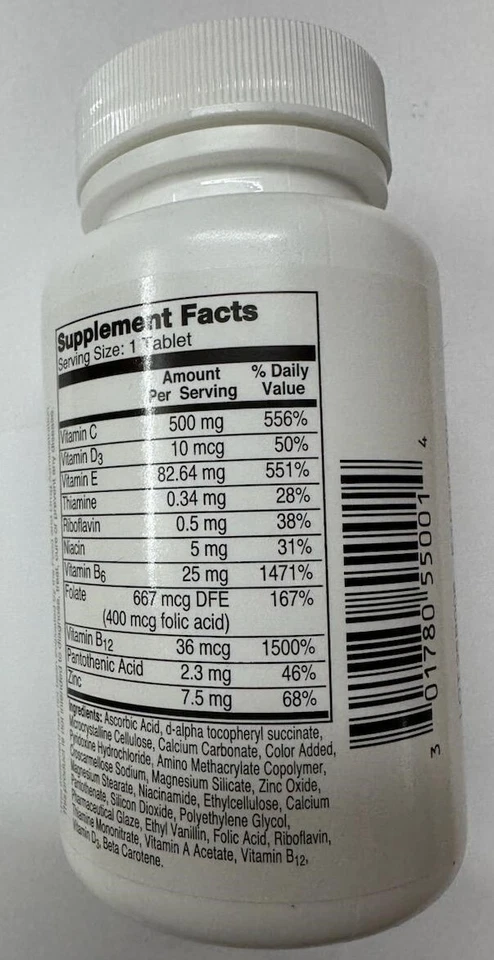 Supplement Facts
Serving Size: 1 Tablet
Amount Per Serving % Daily Value
Vitamin C 500 mg 556%
Vitamin D3 10 mcg 50%
Vitamin E 82.64 mg 551%
Thiamine 0.34 mg 28%
Riboflavin 0.5 mg 38%
Niacin 5 mg 31%
Vitamin B6 25 mg 1471%
Folate 667 mcg DFE 167%
(400 mcg folic acid)
Vitamin B12 36 mcg 1500%
Pantothenic Acid 2.3 mg 46%
Zinc 7.5 mg 68%
Ingredients: Ascorbic Acid, d-alpha tocopheryl succinate,
Microcrystalline Cellulose, Calcium Carbonate, Color Added,
Pyridoxine Hydrochloride, Amino Methacrylate Copolymer,
Croscarmellose Sodium, Magnesium Silicate, Zinc Oxide,
Magnesium Stearate, Niacinamide, Ethylcellulose, Calcium
Pantothenate, Silicon Dioxide, Polyethylene Glycol,
Pharmaceutical Glaze, Ethyl Vanillin, Folic Acid, Riboflavin,
Thiamine Mononitrate, Vitamin A Acetate, Vitamin B12,
Vitamin D3, Beta Carotene.
3 01780 55001 4